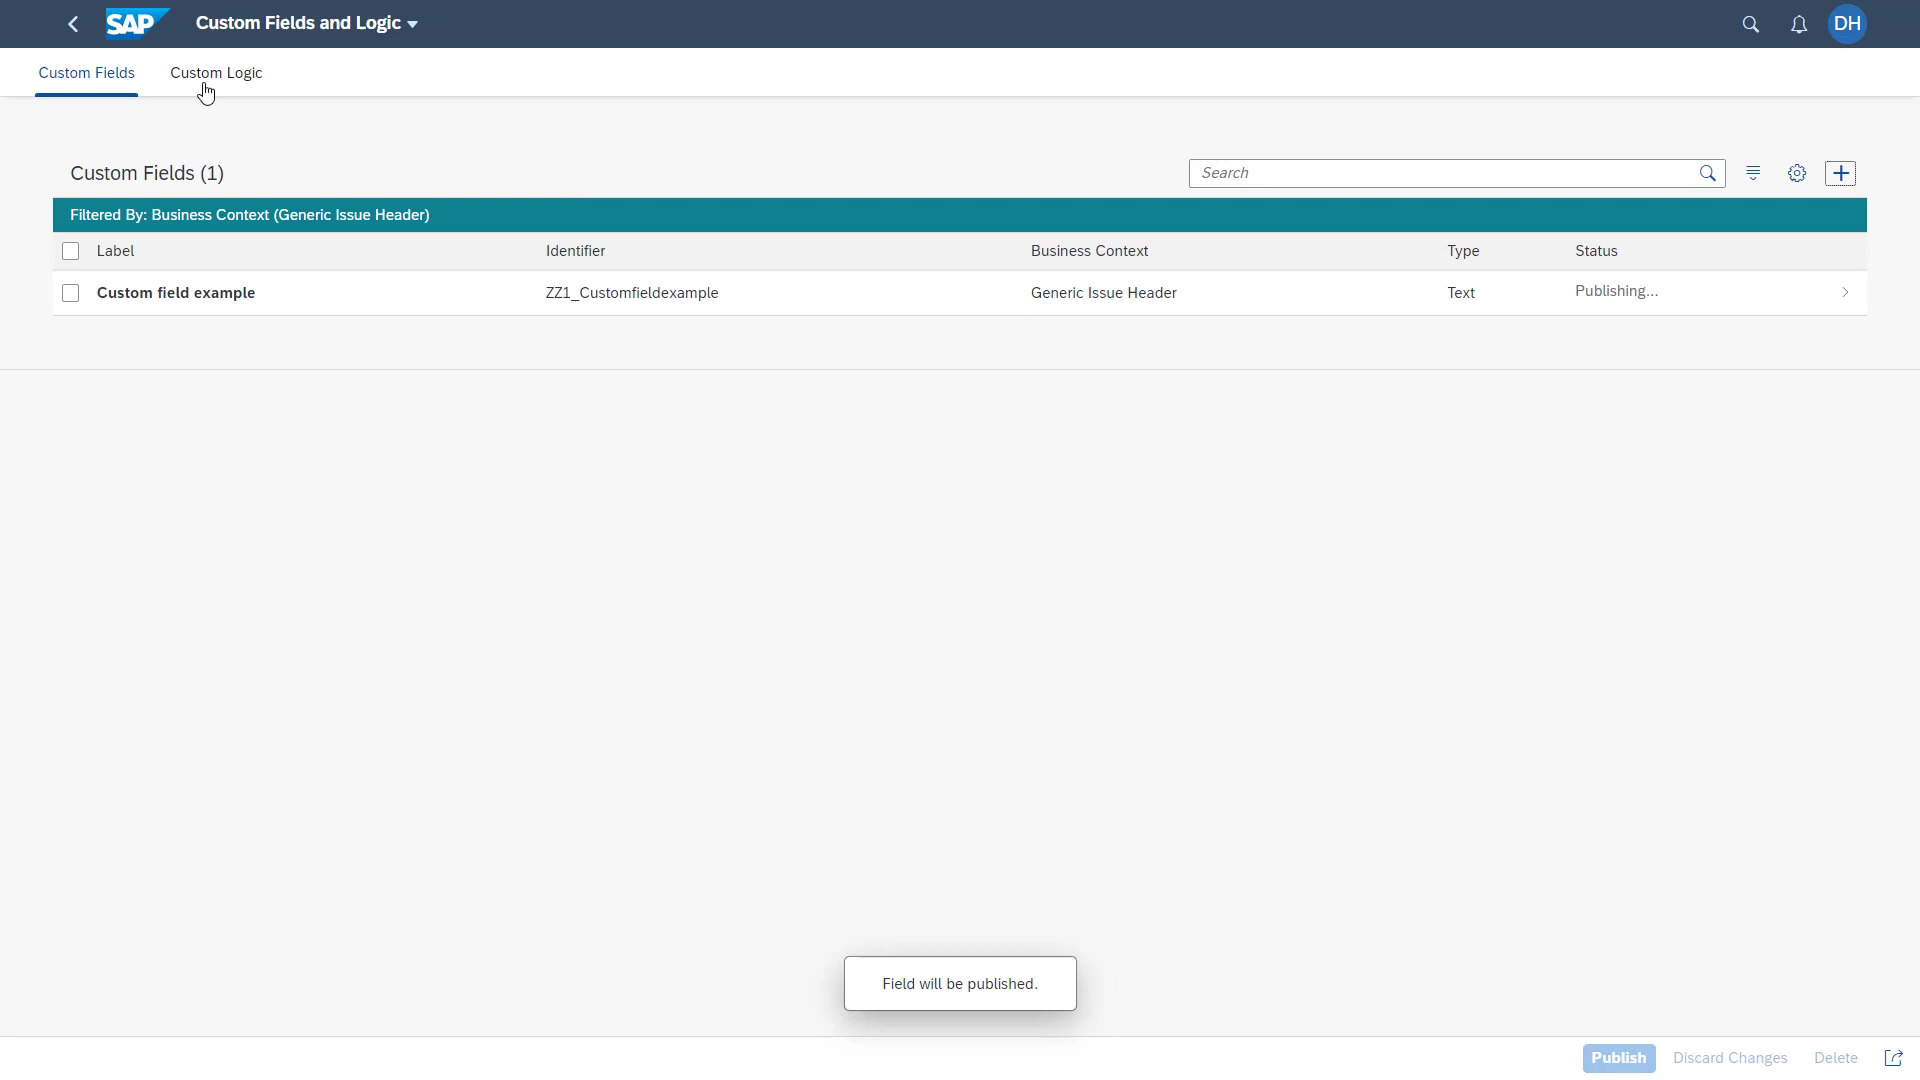 SAP Custom Fields and Logic DH
Custom Fields Custom Logic
Custom Fields (1) Search
Filtered By: Business Context (Generic Issue Header)
Label Identifier Business Context Type Status
Custom field example ZZ1_Customfieldexample Generic Issue Header Text Publishing...
Field will be published.
Publish Discard Changes Delete